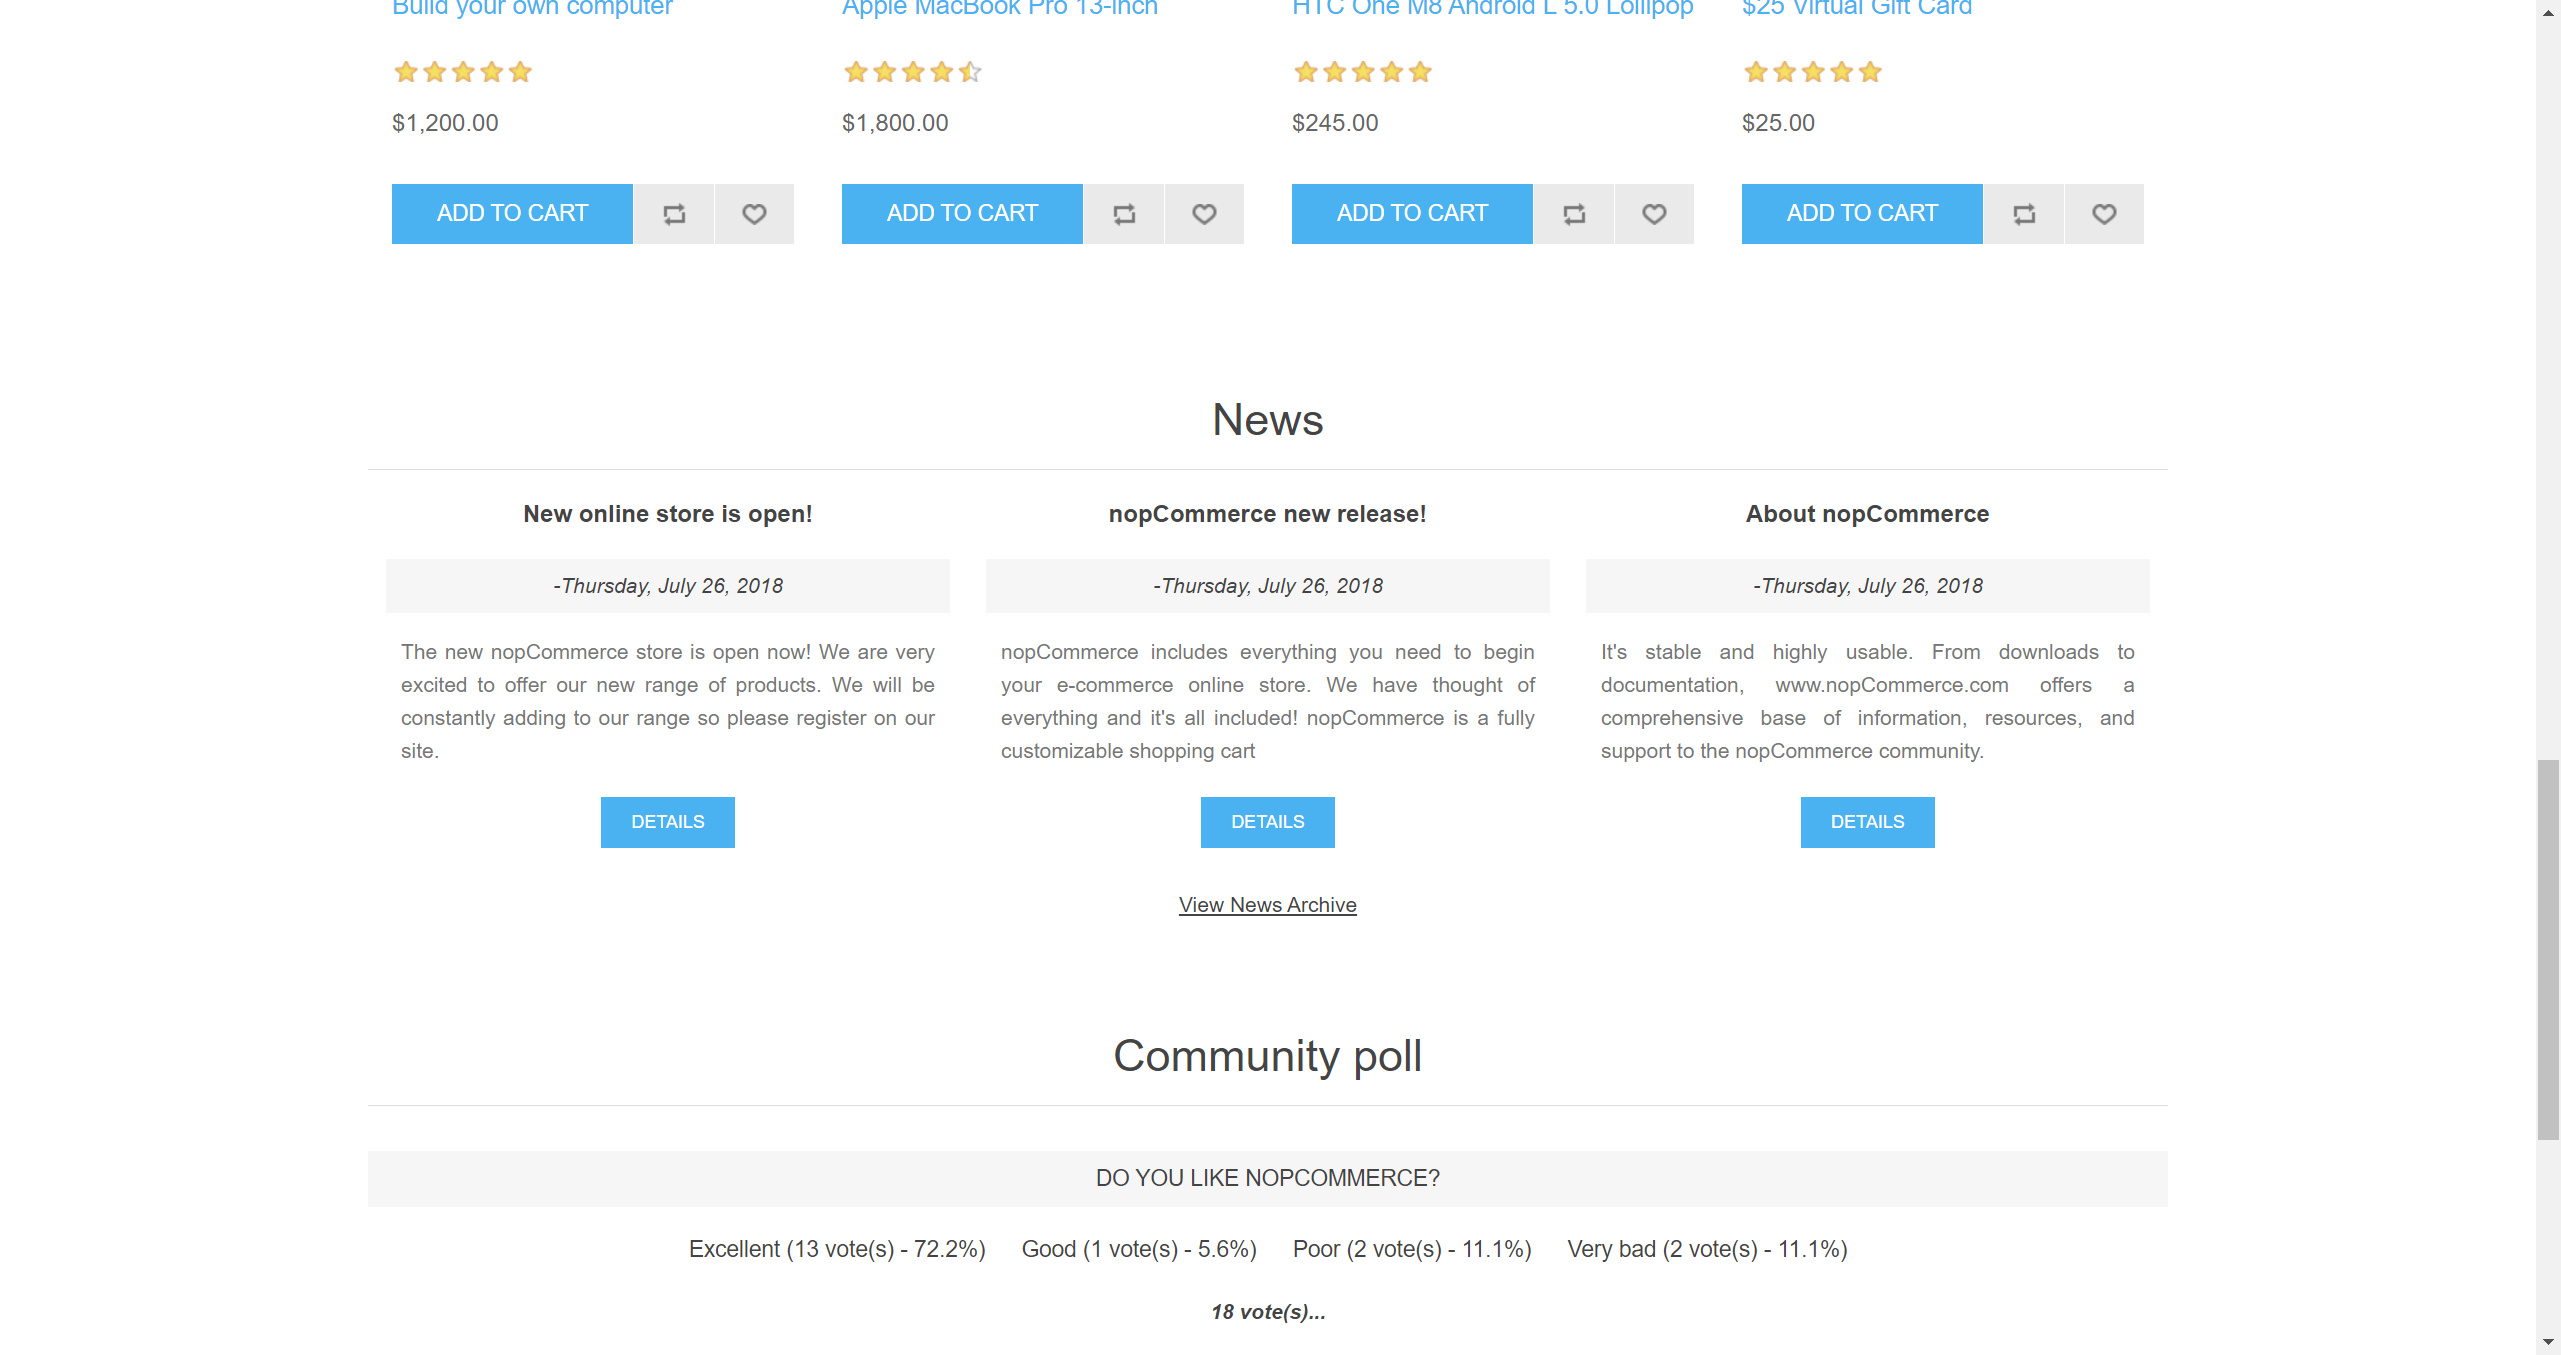 Build your own computer
Apple MacBook Pro 13-inch
HTC One M8 Android L 5.0 Lollipop
$25 Virtual Gift Card
$1,200.00
$1,800.00
$245.00
$25.00
ADD TO CART
ADD TO CART
ADD TO CART
ADD TO CART
News
New online store is open!
-Thursday, July 26, 2018
The new nopCommerce store is open now! We are very
excited to offer our new range of products. We will be
constantly adding to our range so please register on our
site.
DETAILS
nopCommerce new release!
-Thursday, July 26, 2018
nopCommerce includes everything you need to begin
your e-commerce online store. We have thought of
everything and it's all included! nopCommerce is a fully
customizable shopping cart
DETAILS
About nopCommerce
-Thursday, July 26, 2018
It's stable and highly usable. From downloads to
documentation, www.nopCommerce.com offers a
comprehensive base of information, resources, and
support to the nopCommerce community.
DETAILS
View News Archive
Community poll
DO YOU LIKE NOPCOMMERCE?
Excellent (13 vote(s) - 72.2%)
Good (1 vote(s) - 5.6%)
Poor (2 vote(s) - 11.1%)
Very bad (2 vote(s) - 11.1%)
18 vote(s)...